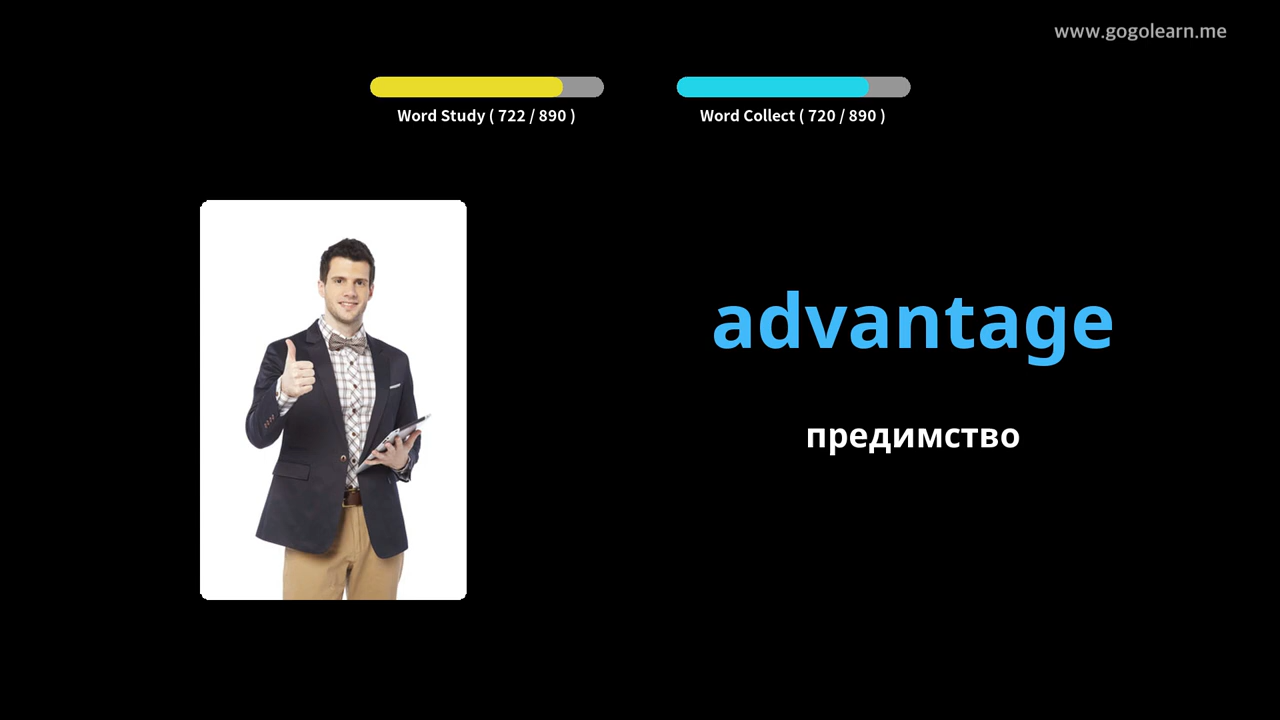 www.gogolearn.me
Word Study ( 722 / 890 )
Word Collect ( 720 / 890 )
advantage
предимство